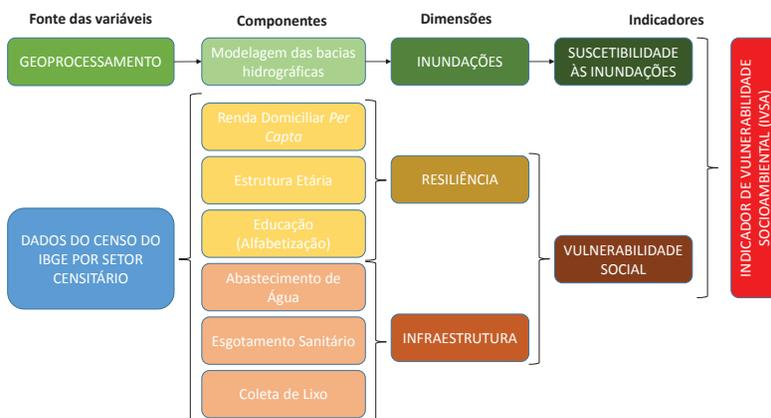 Fonte das variáveis
Componentes
Dimensões
Indicadores
GEOPROCESSAMENTO
Modelagem das bacias
hidrográficas
INUNDAÇÕES
SUSCETIBILIDADE
ÀS INUNDAÇÕES
Renda Domiciliar Per
Capta
Estrutura Etária
Educação
(Alfabetização)
RESILIÊNCIA
DADOS DO CENSO DO
IBGE POR SETOR
CENSITÁRIO
Abastecimento de
Água
Esgotamento Sanitário
Coleta de Lixo
INFRAESTRUTURA
VULNERABILIDADE
SOCIAL
INDICADOR DE VULNERABILIDADE
SOCIOAMBIENTAL (IVSA)